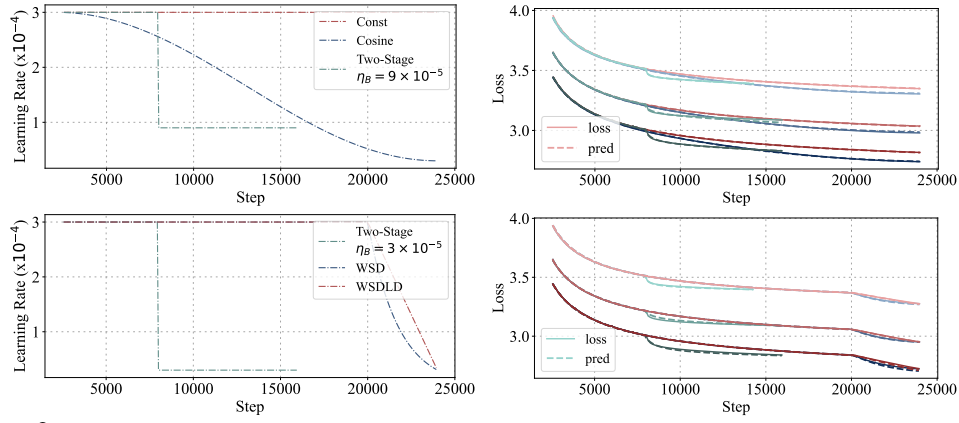 Learning Rate (x10⁻⁴)
3
2
1
Const
Cosine
Two-Stage
η_B = 9 × 10⁻⁵
5000 10000 15000 20000 25000
Step
Loss
4.0
3.5
3.0
loss
pred
5000 10000 15000 20000 25000
Step
Learning Rate (x10⁻⁴)
3
2
1
Two-Stage
η_B = 3 × 10⁻⁵
WSD
WSDLD
5000 10000 15000 20000 25000
Step
Loss
4.0
3.5
3.0
loss
pred
5000 10000 15000 20000 25000
Step